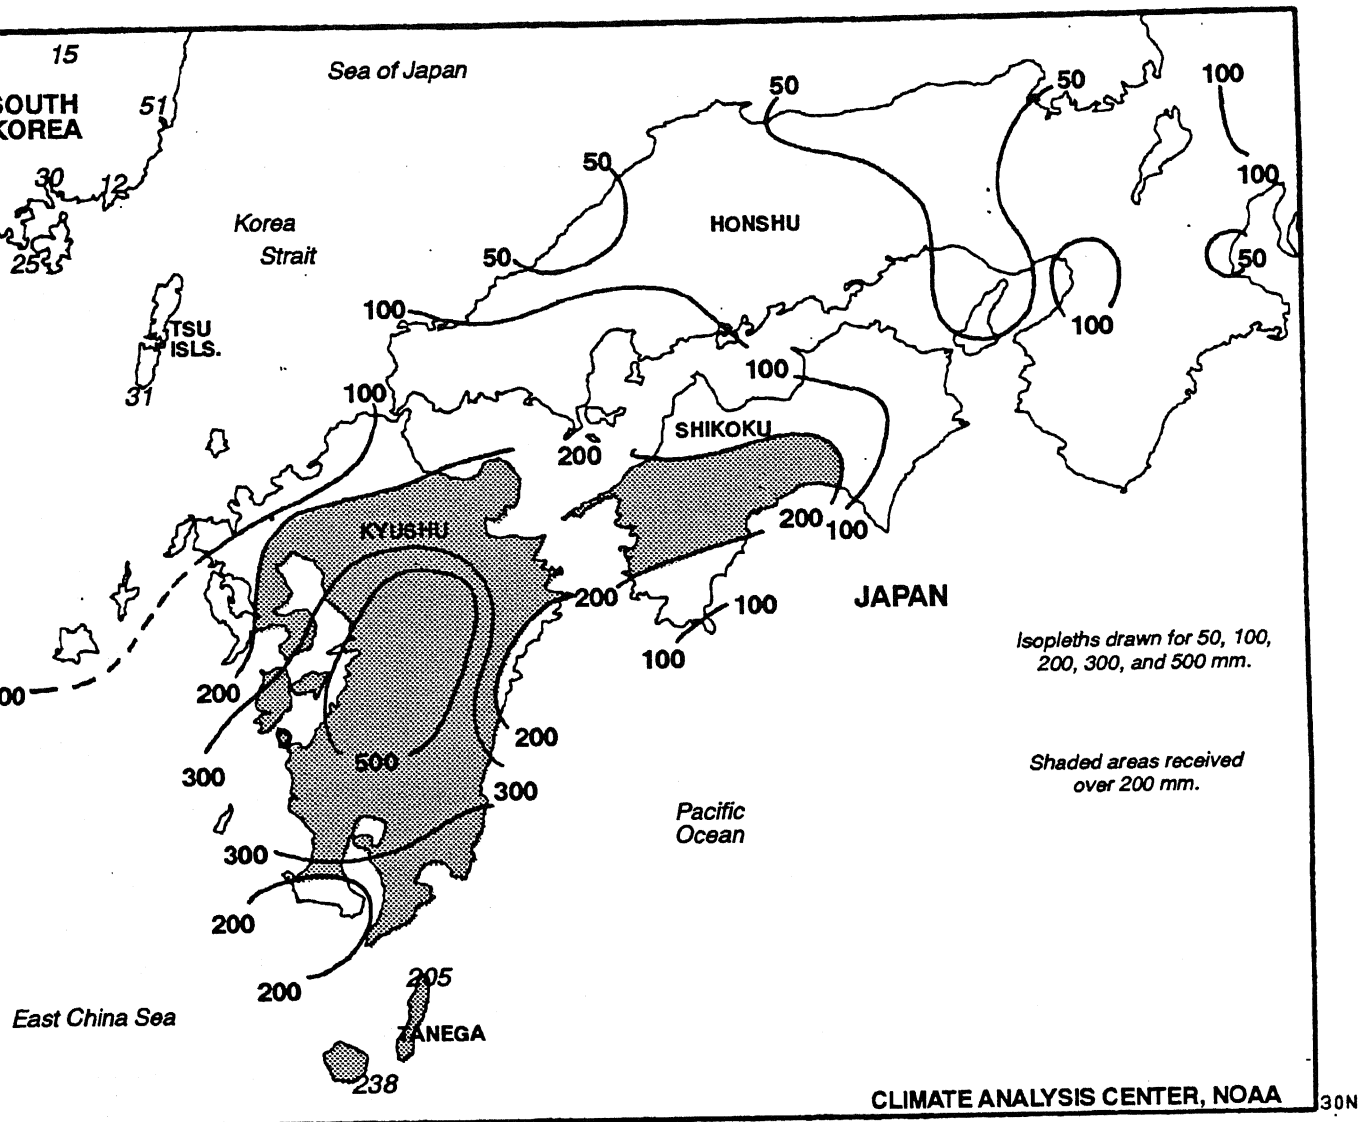 15
Sea of Japan
50
50
100
SOUTH
KOREA
51
50
30
12
100
Korea
Strait
HONSHU
25
50
50
100
100
TSU
ISLS.
31
100
100
SHIKOKU
200
KYUSHU
200
100
200
100
JAPAN
100
Isopleths drawn for 50, 100,
200, 300, and 500 mm.
200
00
200
500
300
300
Shaded areas received
over 200 mm.
Pacific
Ocean
300
200
200
205
East China Sea
TANEGA
238
CLIMATE ANALYSIS CENTER, NOAA
30N